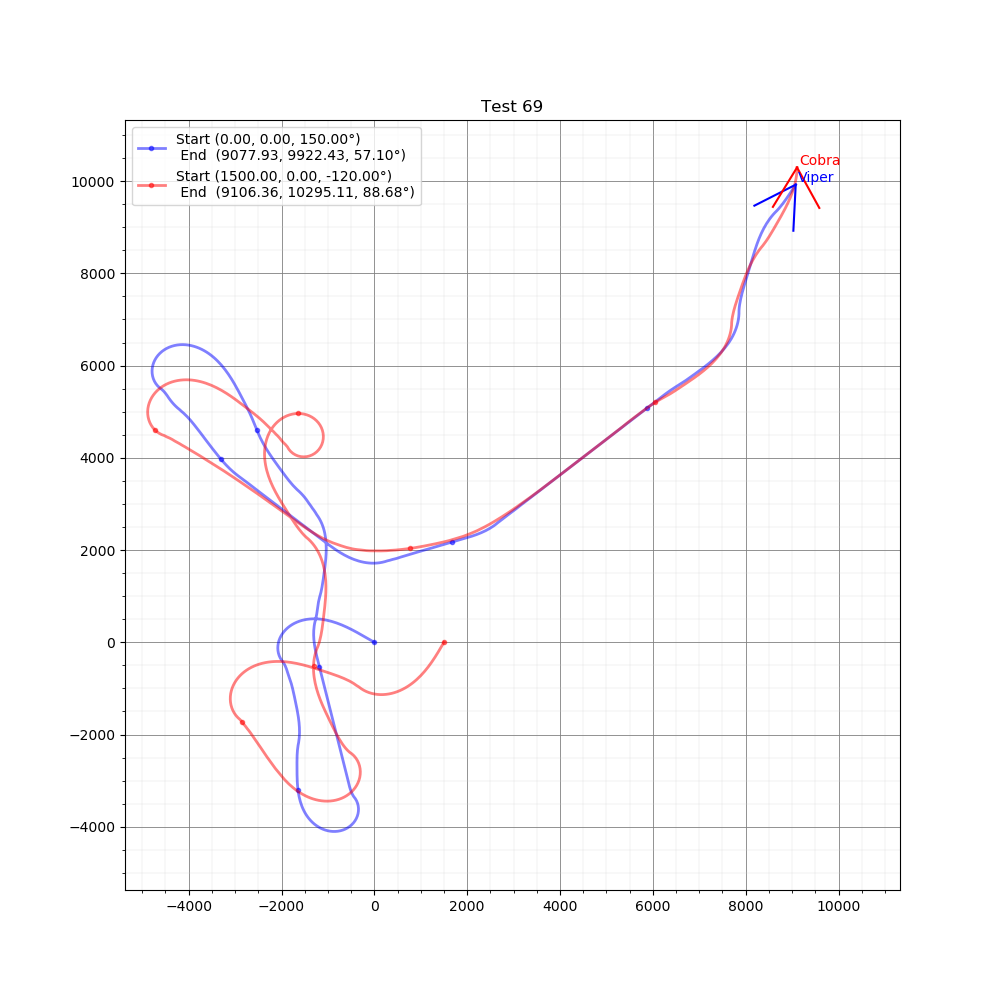 Test 69
Start (0.00, 0.00, 150.00°)
End (9077.93, 9922.43, 57.10°)
Start (1500.00, 0.00, -120.00°)
End (9106.36, 10295.11, 88.68°)
Cobra
Viper
10000
8000
6000
4000
2000
0
−2000
−4000
−4000 −2000 0 2000 4000 6000 8000 10000